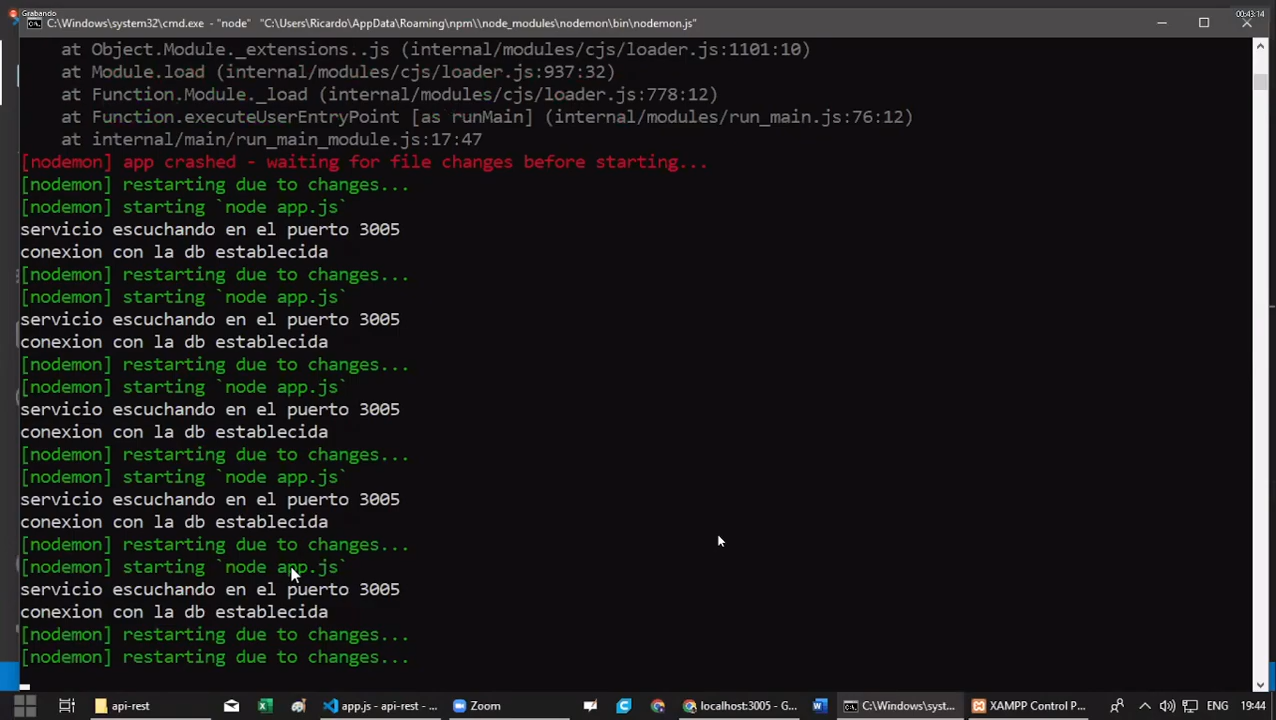 Grabando
00:43:14
C:\Windows\system32\cmd.exe - "node"  "C:\Users\Ricardo\AppData\Roaming\npm\\node_modules\nodemon\bin\nodemon.js"
at Object.Module._extensions..js (internal/modules/cjs/loader.js:1101:10)
at Module.load (internal/modules/cjs/loader.js:937:32)
at Function.Module._load (internal/modules/cjs/loader.js:778:12)
at Function.executeUserEntryPoint [as runMain] (internal/modules/run_main.js:76:12)
at internal/main/run_main_module.js:17:47
[nodemon] app crashed - waiting for file changes before starting...
[nodemon] restarting due to changes...
[nodemon] starting `node app.js`
servicio escuchando en el puerto 3005
conexion con la db establecida
[nodemon] restarting due to changes...
[nodemon] starting `node app.js`
servicio escuchando en el puerto 3005
conexion con la db establecida
[nodemon] restarting due to changes...
[nodemon] starting `node app.js`
servicio escuchando en el puerto 3005
conexion con la db establecida
[nodemon] restarting due to changes...
[nodemon] starting `node app.js`
servicio escuchando en el puerto 3005
conexion con la db establecida
[nodemon] restarting due to changes...
[nodemon] starting `node app.js`
servicio escuchando en el puerto 3005
conexion con la db establecida
[nodemon] restarting due to changes...
[nodemon] restarting due to changes...
api-rest
app.js - api-rest - ...
Zoom
localhost:3005 - G...
C:\Windows\syst...
XAMPP Control P...
ENG
19:44